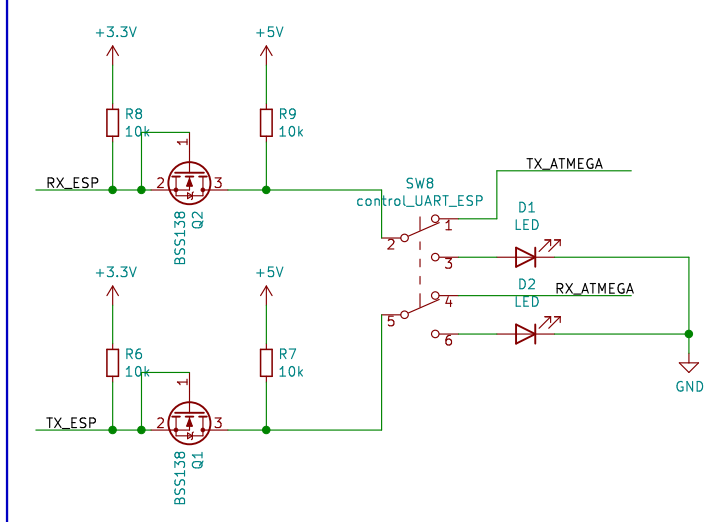 +3.3V
+5V
R8
10k
R9
10k
1
TX_ATMEGA
RX_ESP
2
3
SW8
control_UART_ESP
D1
LED
BSS138
Q2
1
2
3
+3.3V
+5V
D2
LED
RX_ATMEGA
4
5
6
GND
R6
10k
R7
10k
1
TX_ESP
2
3
BSS138
Q1